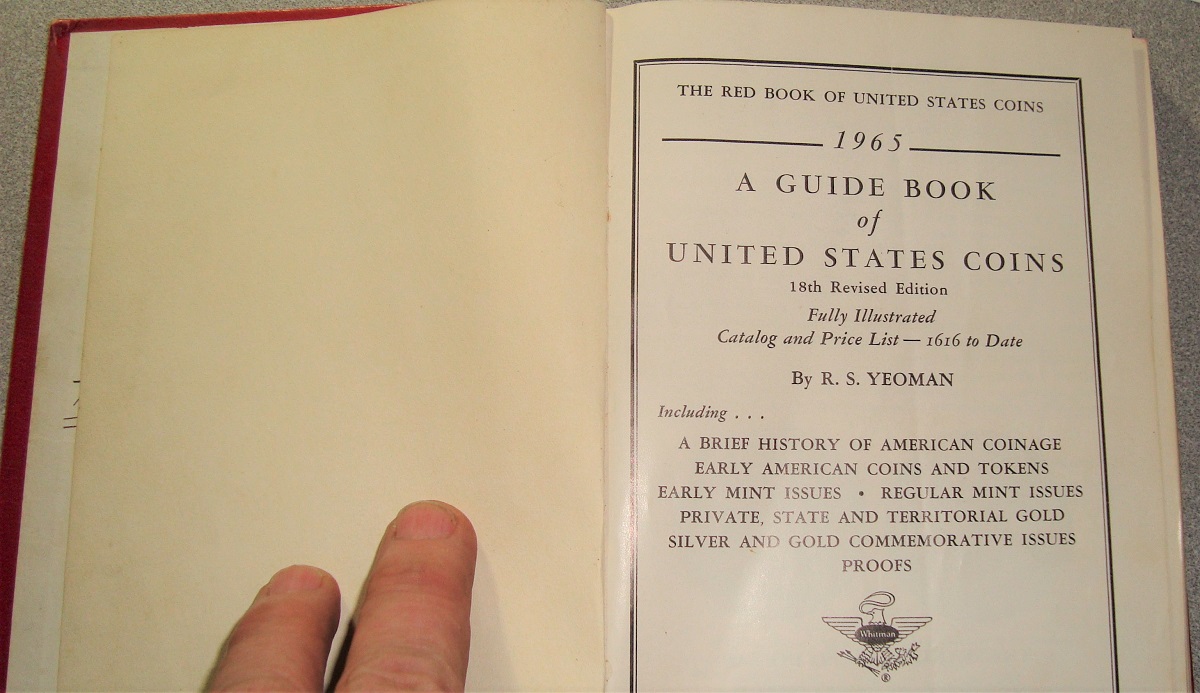 THE RED BOOK OF UNITED STATES COINS
1965
A GUIDE BOOK
of
UNITED STATES COINS
18th Revised Edition
Fully Illustrated
Catalog and Price List — 1616 to Date
By R. S. YEOMAN
Including . . .
A BRIEF HISTORY OF AMERICAN COINAGE
EARLY AMERICAN COINS AND TOKENS
EARLY MINT ISSUES • REGULAR MINT ISSUES
PRIVATE, STATE AND TERRITORIAL GOLD
SILVER AND GOLD COMMEMORATIVE ISSUES
PROOFS
Whitman
®